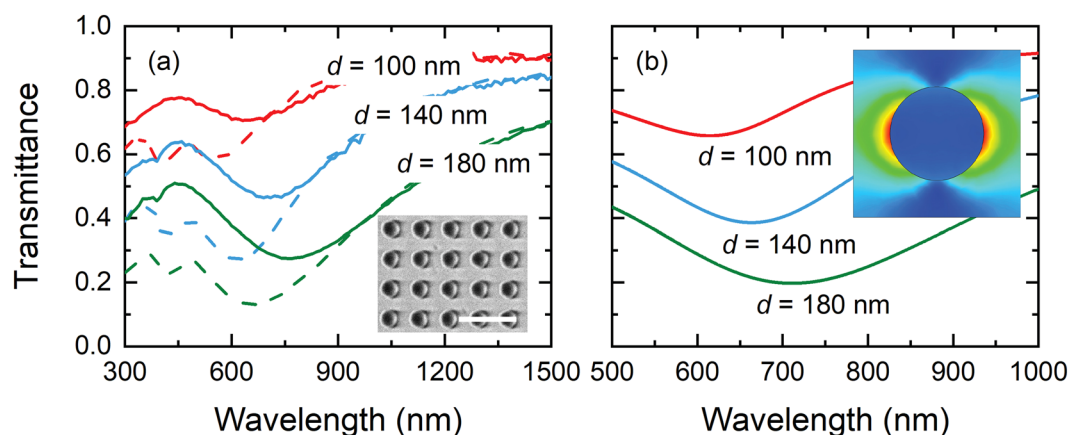 Transmittance
1.0
0.8
0.6
0.4
0.2
0.0
(a)
d = 100 nm
d = 140 nm
d = 180 nm
300 600 900 1200 1500
Wavelength (nm)
(b)
d = 100 nm
d = 140 nm
d = 180 nm
500 600 700 800 900 1000
Wavelength (nm)